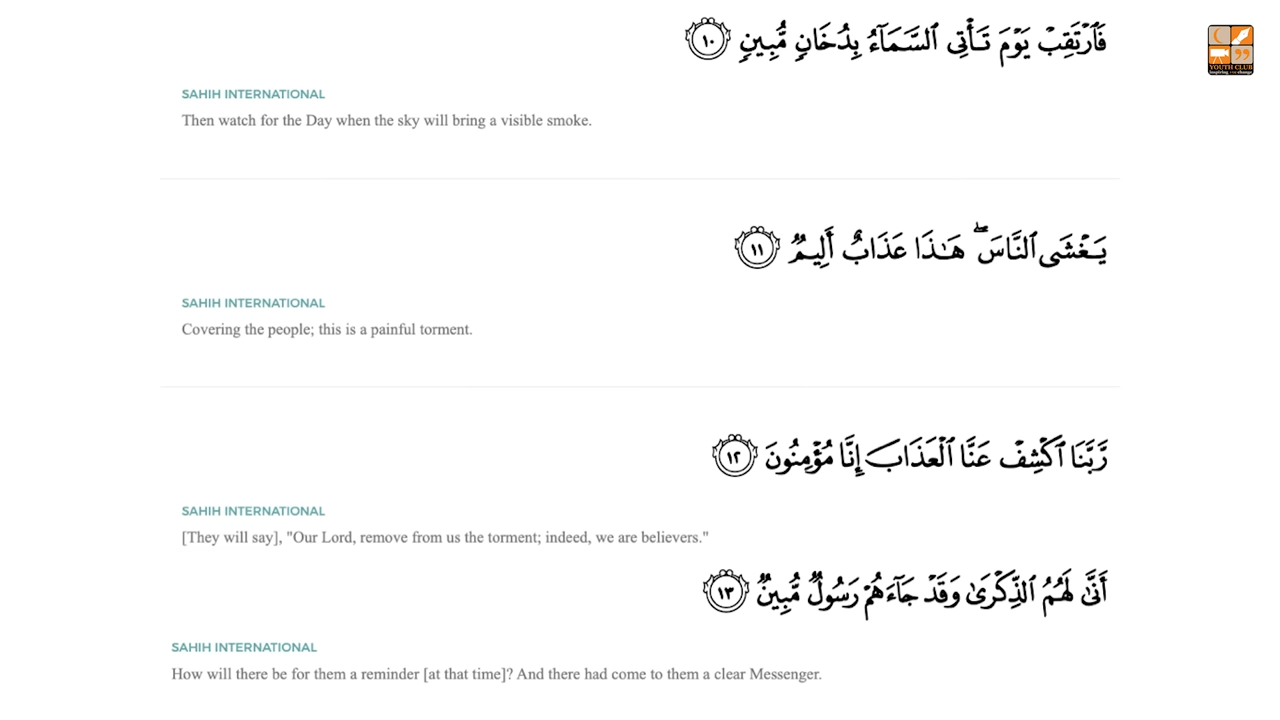 فَٱرْتَقِبْ يَوْمَ تَأْتِى ٱلسَّمَآءُ بِدُخَانٍ مُّبِينٍ ١٠
SAHIH INTERNATIONAL
Then watch for the Day when the sky will bring a visible smoke.
يَغْشَى ٱلنَّاسَ ۖ هَـٰذَا عَذَابٌ أَلِيمٌ ١١
SAHIH INTERNATIONAL
Covering the people; this is a painful torment.
رَّبَّنَا ٱكْشِفْ عَنَّا ٱلْعَذَابَ إِنَّا مُؤْمِنُونَ ١٢
SAHIH INTERNATIONAL
[They will say], "Our Lord, remove from us the torment; indeed, we are believers."
أَنَّىٰ لَهُمُ ٱلذِّكْرَىٰ وَقَدْ جَآءَهُمْ رَسُولٌ مُّبِينٌ ١٣
SAHIH INTERNATIONAL
How will there be for them a reminder [at that time]? And there had come to them a clear Messenger.
YOUTH CLUB
inspiring the change